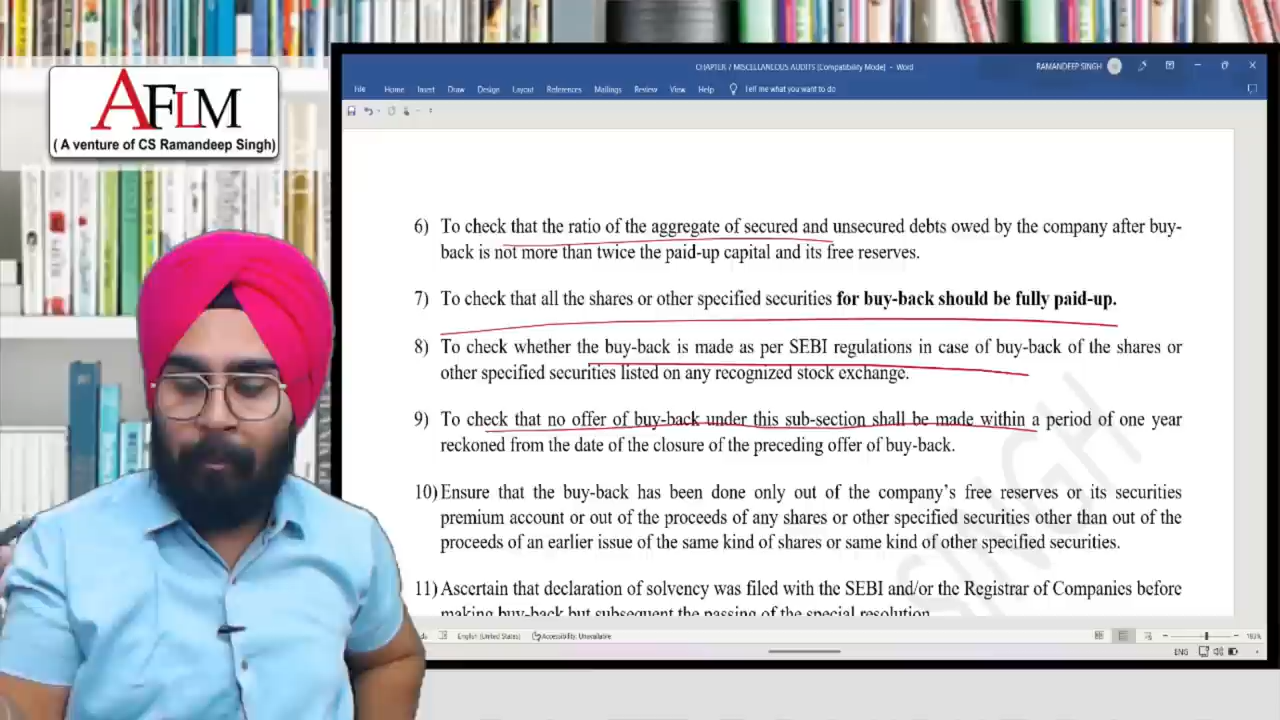 AFLM
( A venture of CS Ramandeep Singh)
CHAPTER 7 MISCELLANEOUS AUDITS [Compatibility Mode] - Word
RAMANDEEP SINGH
File Home Insert Draw Design Layout References Mailings Review View Help Tell me what you want to do
6) To check that the ratio of the aggregate of secured and unsecured debts owed by the company after buy-
back is not more than twice the paid-up capital and its free reserves.
7) To check that all the shares or other specified securities for buy-back should be fully paid-up.
8) To check whether the buy-back is made as per SEBI regulations in case of buy-back of the shares or
other specified securities listed on any recognized stock exchange.
9) To check that no offer of buy-back under this sub-section shall be made within a period of one year
reckoned from the date of the closure of the preceding offer of buy-back.
10) Ensure that the buy-back has been done only out of the company's free reserves or its securities
premium account or out of the proceeds of any shares or other specified securities other than out of the
proceeds of an earlier issue of the same kind of shares or same kind of other specified securities.
11) Ascertain that declaration of solvency was filed with the SEBI and/or the Registrar of Companies before
making buy-back but subsequent the passing of the special resolution.
SINGH
English (United States) Accessibility: Unavailable
ENG